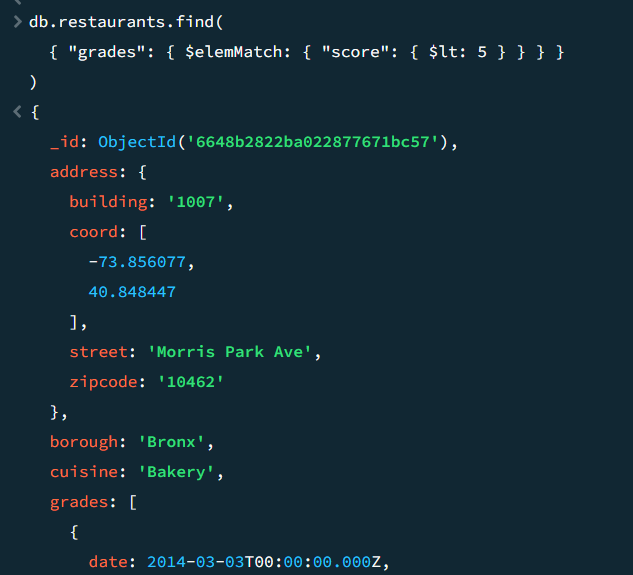 > db.restaurants.find(
{ "grades": { $elemMatch: { "score": { $lt: 5 } } } }
)
< {
_id: ObjectId('6648b2822ba022877671bc57'),
address: {
building: '1007',
coord: [
-73.856077,
40.848447
],
street: 'Morris Park Ave',
zipcode: '10462'
},
borough: 'Bronx',
cuisine: 'Bakery',
grades: [
{
date: 2014-03-03T00:00:00.000Z,